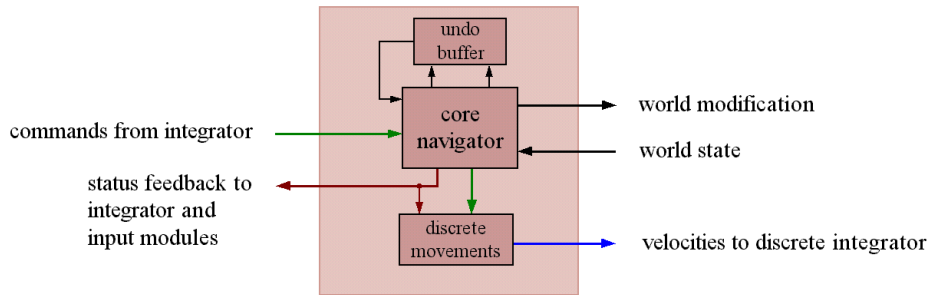 undo
buffer
core
navigator
world modification
commands from integrator
world state
status feedback to
integrator and
input modules
discrete
movements
velocities to discrete integrator